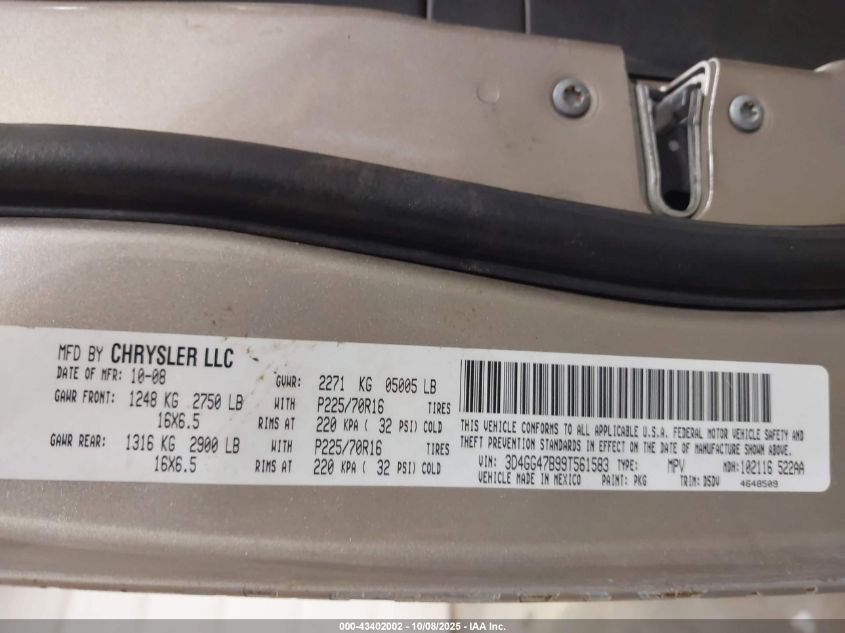 MFD BY CHRYSLER LLC
DATE OF MFR: 10-08 GVWR: 2271 KG 05005 LB
GAWR FRONT: 1248 KG 2750 LB WITH P225/70R16 TIRES
16X6.5 RIMS AT 220 KPA ( 32 PSI) COLD
GAWR REAR: 1316 KG 2900 LB WITH P225/70R16 TIRES
16X6.5 RIMS AT 220 KPA ( 32 PSI) COLD
THIS VEHICLE CONFORMS TO ALL APPLICABLE U.S.A. FEDERAL MOTOR VEHICLE SAFETY AND
THEFT PREVENTION STANDARDS IN EFFECT ON THE DATE OF MANUFACTURE SHOWN ABOVE.
VIN: 3D4GG47B99T561583 TYPE: MPV MDH: 102116 522AA
VEHICLE MADE IN MEXICO PAINT: PKG TRIM: DSDV 4648509
000-43402002 - 10/08/2025 - IAA Inc.